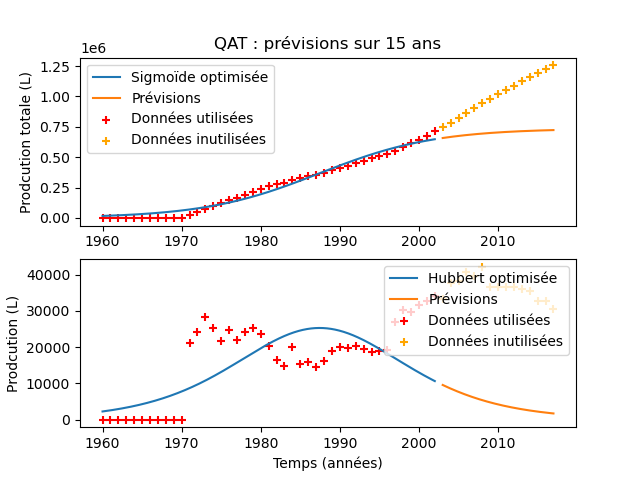 QAT : prévisions sur 15 ans
1e6
Prodcution totale (L)
1.25
1.00
0.75
0.50
0.25
0.00
Sigmoïde optimisée
Prévisions
Données utilisées
Données inutilisées
1960 1970 1980 1990 2000 2010
Prodcution (L)
40000
30000
20000
10000
0
Hubbert optimisée
Prévisions
Données utilisées
Données inutilisées
1960 1970 1980 1990 2000 2010
Temps (années)